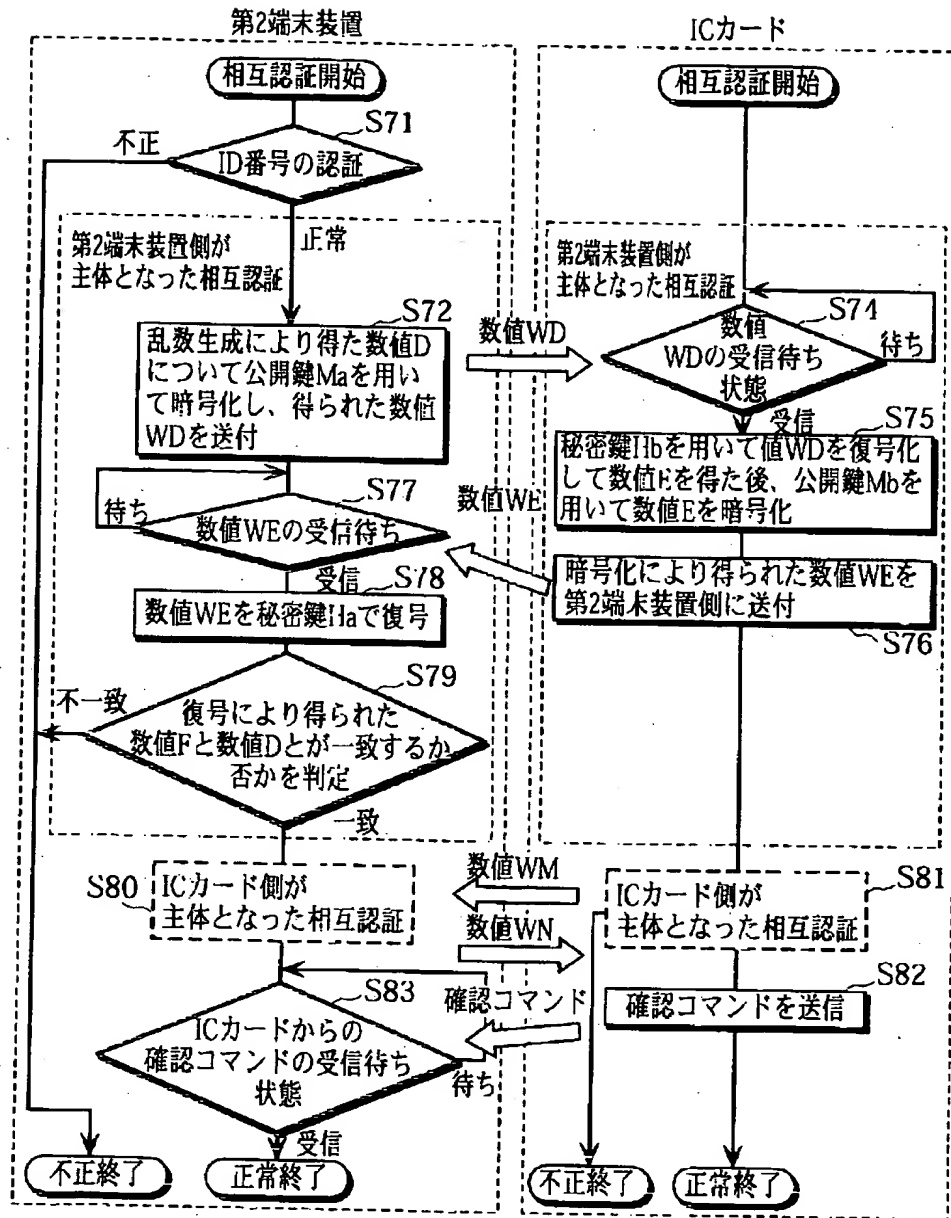 第2端末装置
相互認証開始
S71
不正
ID番号の認証
正常
第2端末装置側が
主体となった相互認証
S72
乱数生成により得た数値D
について公開鍵Maを用い
て暗号化し、得られた数値
WDを送付
S77
待ち
数値WEの受信待ち
受信
S78
数値WEを秘密鍵Haで復号
S79
不一致
復号により得られた
数値Fと数値Dとが一致するか
否かを判定
一致
S80
ICカード側が
主体となった相互認証
S83
ICカードからの
確認コマンドの受信待ち
状態
待ち
受信
不正終了
正常終了
数値WD
数値WE
数値WM
数値WN
確認コマンド
ICカード
相互認証開始
第2端末装置側が
主体となった相互認証
S74
数値
WDの受信待ち
状態
待ち
受信
S75
秘密鍵Hbを用いて値WDを復号化
して数値Eを得た後、公開鍵Mbを
用いて数値Eを暗号化
暗号化により得られた数値WEを
第2端末装置側に送付
S76
S81
ICカード側が
主体となった相互認証
S82
確認コマンドを送信
不正終了
正常終了